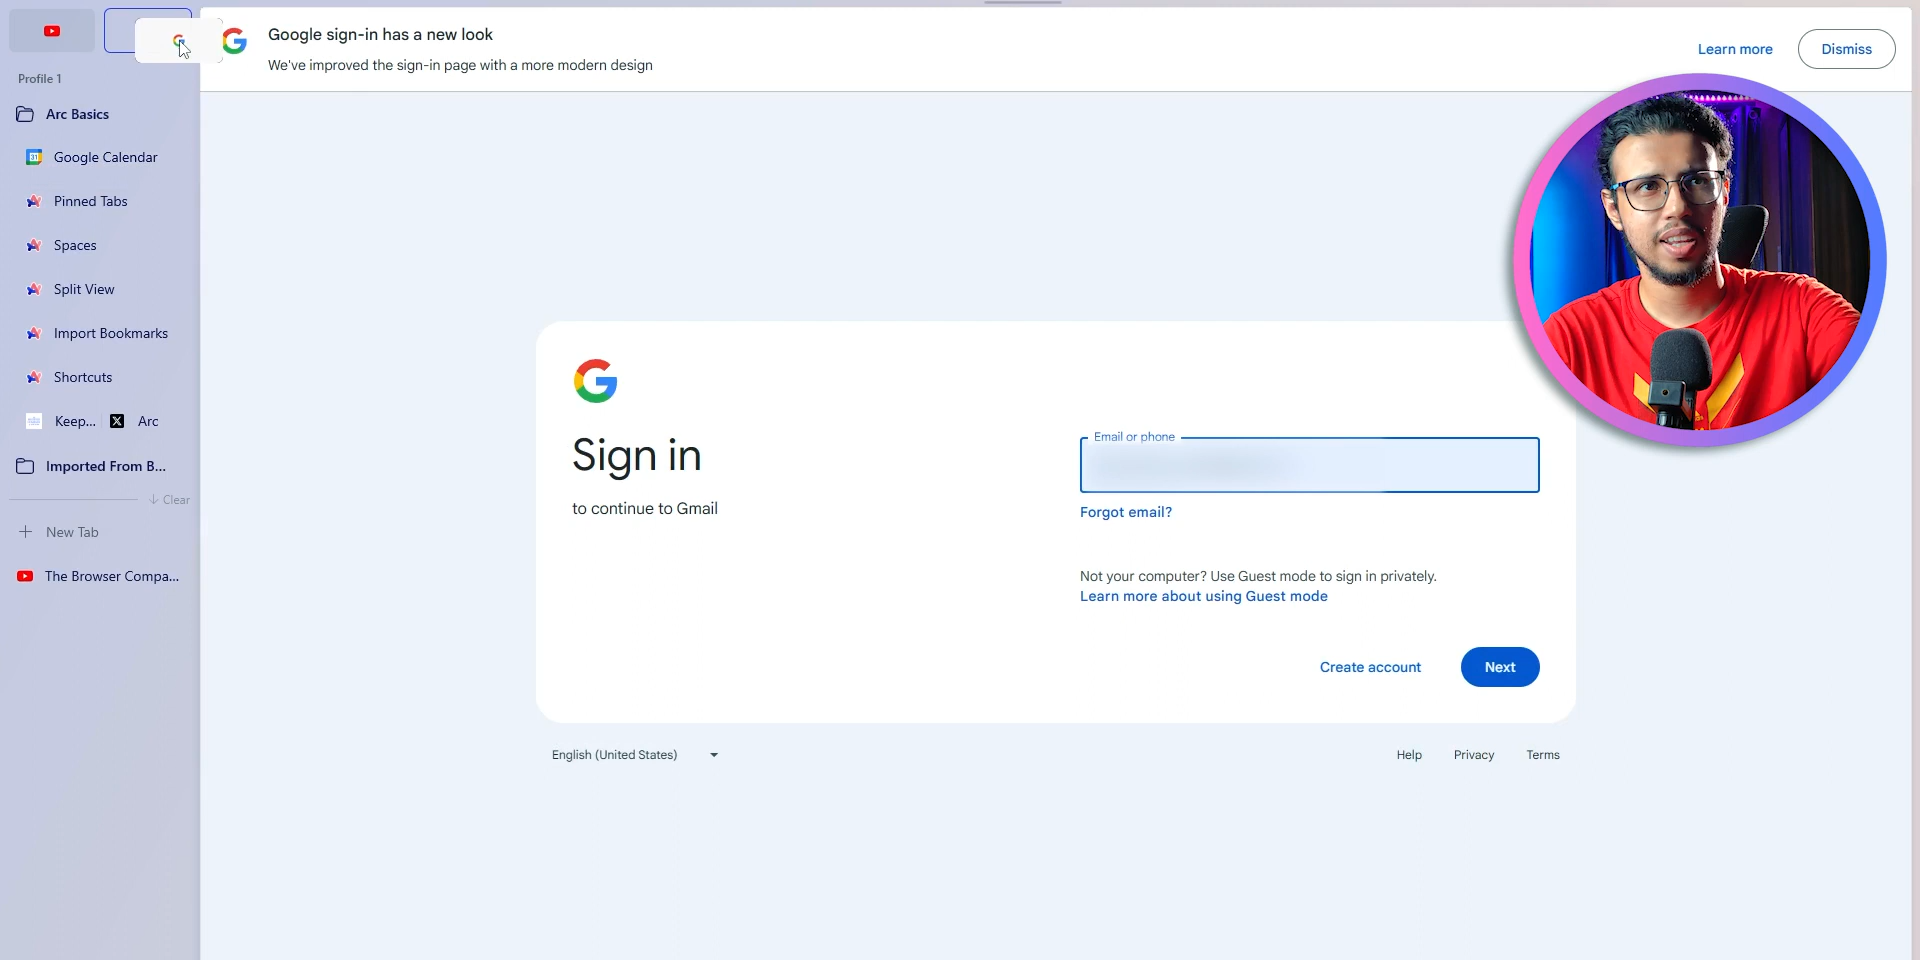 Google sign-in has a new look
We've improved the sign-in page with a more modern design
Learn more
Dismiss
Profile 1
Arc Basics
Google Calendar
31
Pinned Tabs
Spaces
Split View
Import Bookmarks
Shortcuts
Keep... Arc
Imported From B...
Clear
New Tab
The Browser Compa...
Sign in
to continue to Gmail
Email or phone
Forgot email?
Not your computer? Use Guest mode to sign in privately.
Learn more about using Guest mode
Create account
Next
English (United States)
Help Privacy Terms